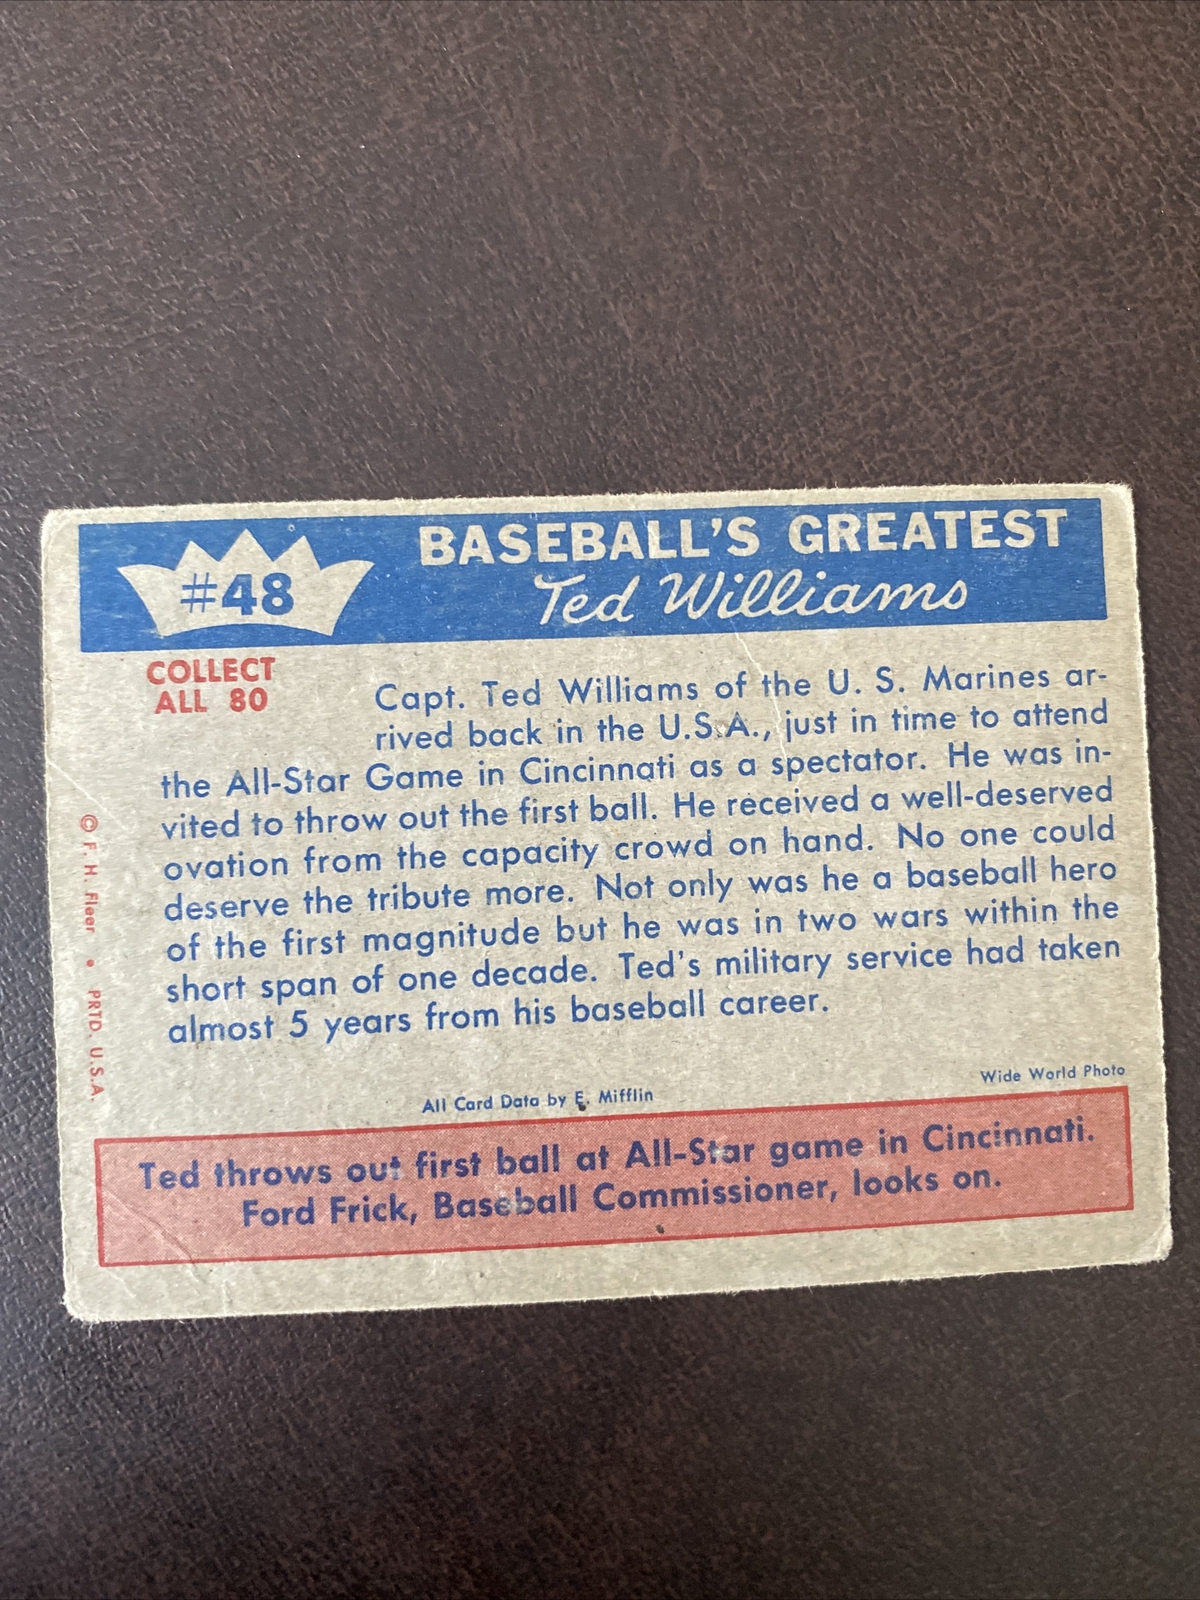 #48
BASEBALL'S GREATEST
Ted Williams
COLLECT
ALL 80
Capt. Ted Williams of the U. S. Marines ar-
rived back in the U.S.A., just in time to attend
the All-Star Game in Cincinnati as a spectator. He was in-
vited to throw out the first ball. He received a well-deserved
ovation from the capacity crowd on hand. No one could
deserve the tribute more. Not only was he a baseball hero
of the first magnitude but he was in two wars within the
short span of one decade. Ted's military service had taken
almost 5 years from his baseball career.
© F. H. Fleer • PRTD. U.S.A.
Wide World Photo
All Card Data by E. Mifflin
Ted throws out first ball at All-Star game in Cincinnati.
Ford Frick, Baseball Commissioner, looks on.